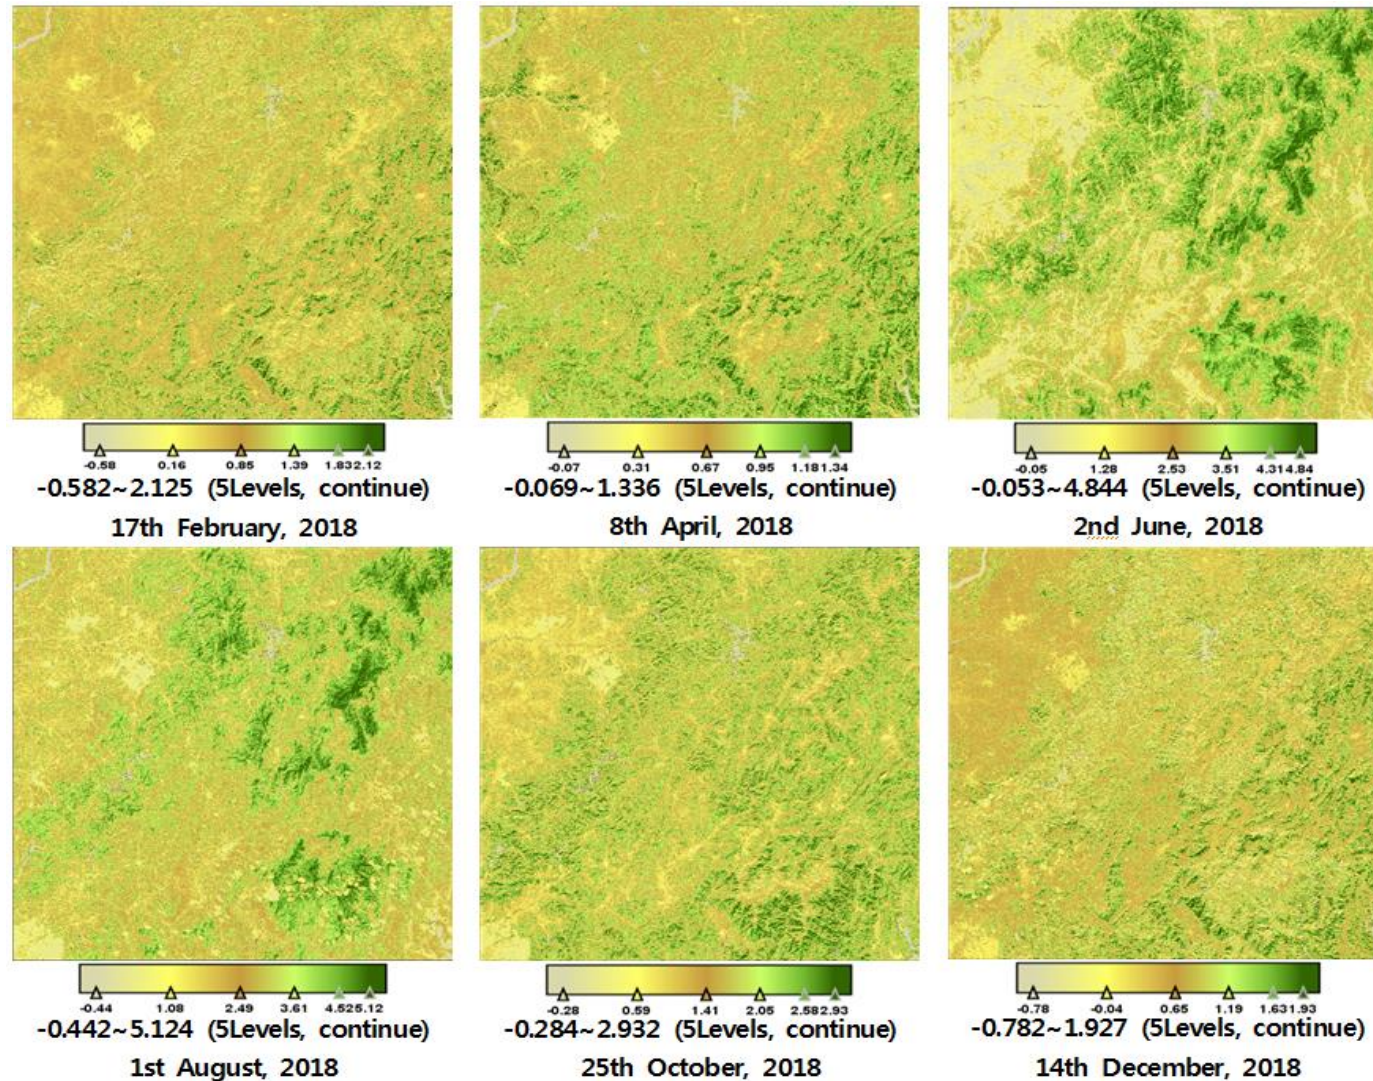 -0.58 0.16 0.85 1.39 1.83 2.12
-0.582~2.125 (5Levels, continue)
17th February, 2018
-0.07 0.31 0.67 0.95 1.18 1.34
-0.069~1.336 (5Levels, continue)
8th April, 2018
-0.05 1.28 2.53 3.51 4.31 4.84
-0.053~4.844 (5Levels, continue)
2nd June, 2018
-0.44 1.08 2.49 3.61 4.52 5.12
-0.442~5.124 (5Levels, continue)
1st August, 2018
-0.28 0.59 1.41 2.05 2.58 2.93
-0.284~2.932 (5Levels, continue)
25th October, 2018
-0.78 -0.04 0.65 1.19 1.63 1.93
-0.782~1.927 (5Levels, continue)
14th December, 2018